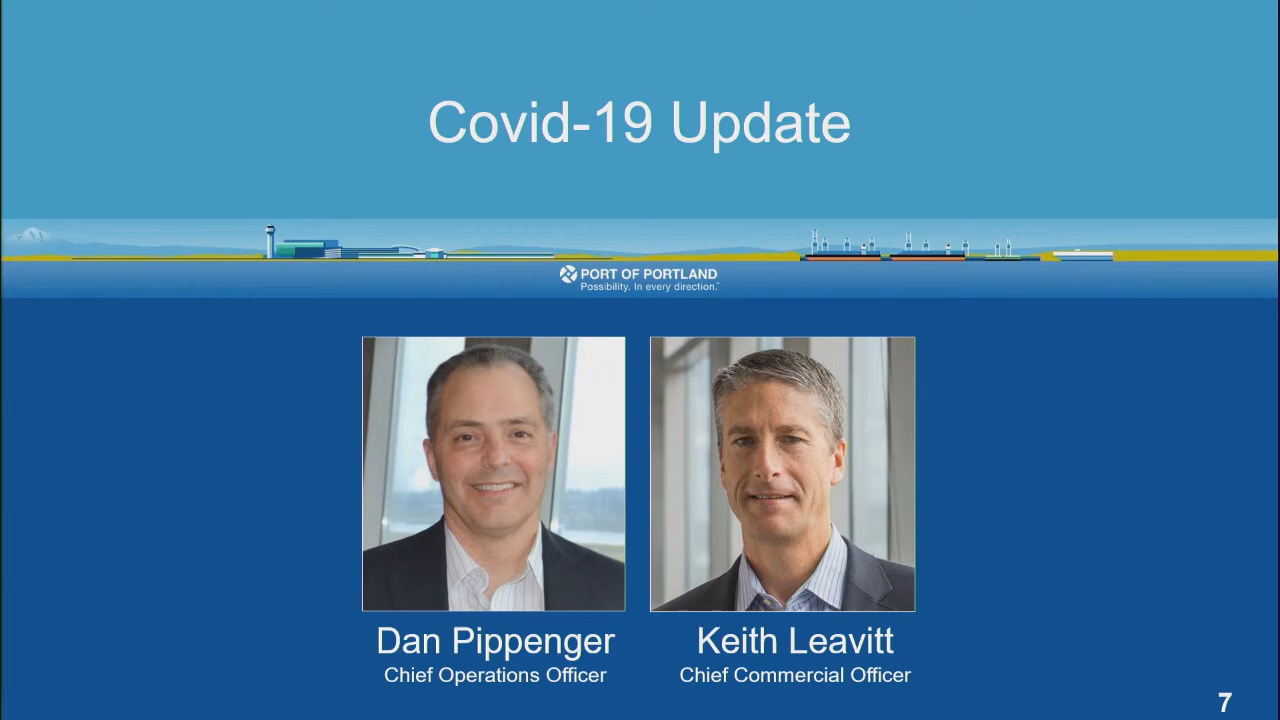 Covid-19 Update
PORT OF PORTLAND
Possibility. In every direction.
Dan Pippenger
Keith Leavitt
Chief Operations Officer
Chief Commercial Officer
7